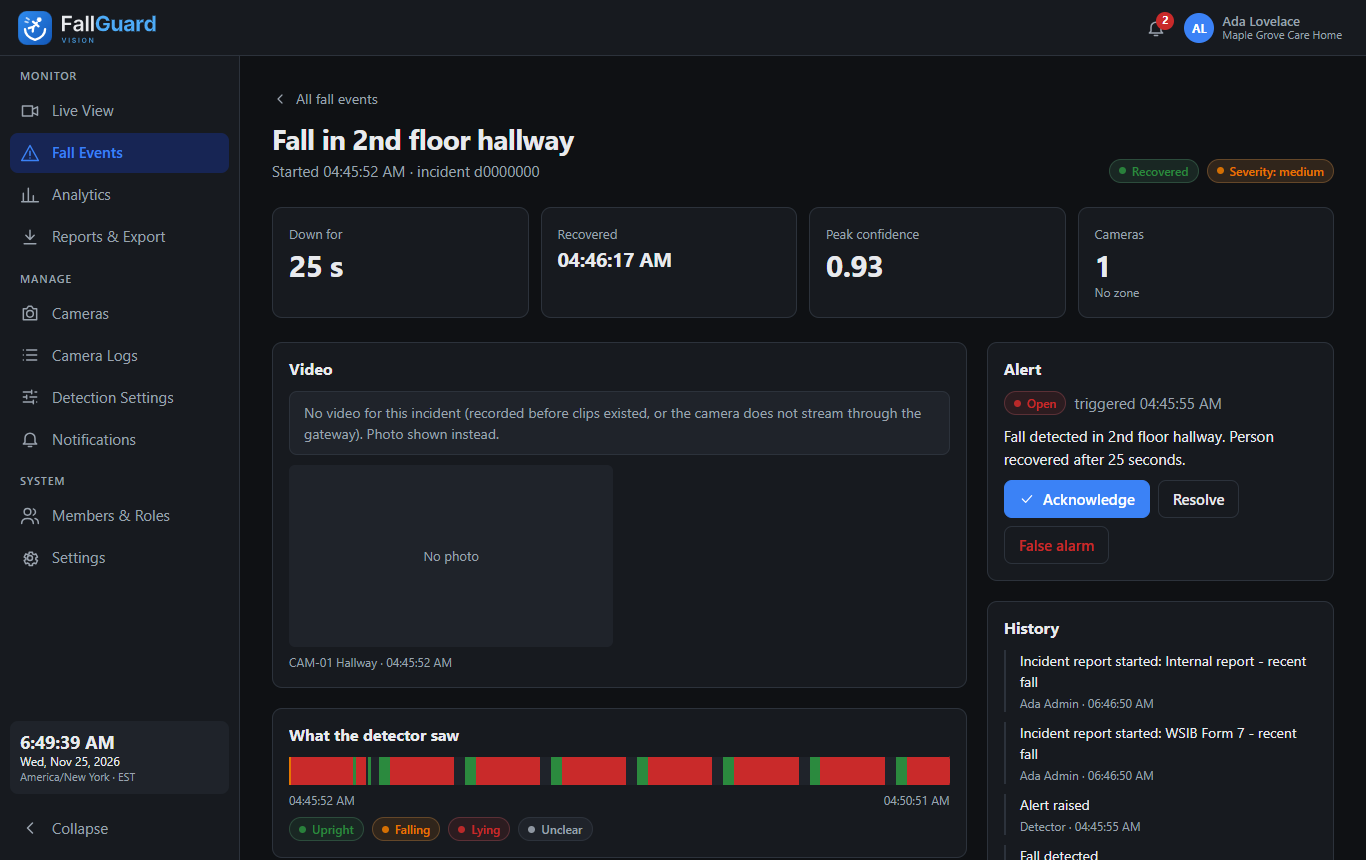 FallGuard
VISION
2
AL
Ada Lovelace
Maple Grove Care Home
MONITOR
Live View
Fall Events
Analytics
Reports & Export
MANAGE
Cameras
Camera Logs
Detection Settings
Notifications
SYSTEM
Members & Roles
Settings
6:49:39 AM
Wed, Nov 25, 2026
America/New York · EST
Collapse
All fall events
Fall in 2nd floor hallway
Started 04:45:52 AM · incident d0000000
Recovered
Severity: medium
Down for
25 s
Recovered
04:46:17 AM
Peak confidence
0.93
Cameras
1
No zone
Video
No video for this incident (recorded before clips existed, or the camera does not stream through the
gateway). Photo shown instead.
No photo
CAM-01 Hallway · 04:45:52 AM
What the detector saw
04:45:52 AM
04:50:51 AM
Upright
Falling
Lying
Unclear
Alert
Open
triggered 04:45:55 AM
Fall detected in 2nd floor hallway. Person
recovered after 25 seconds.
Acknowledge
Resolve
False alarm
History
Incident report started: Internal report - recent
fall
Ada Admin · 06:46:50 AM
Incident report started: WSIB Form 7 - recent
fall
Ada Admin · 06:46:50 AM
Alert raised
Detector · 04:45:55 AM
Fall detected